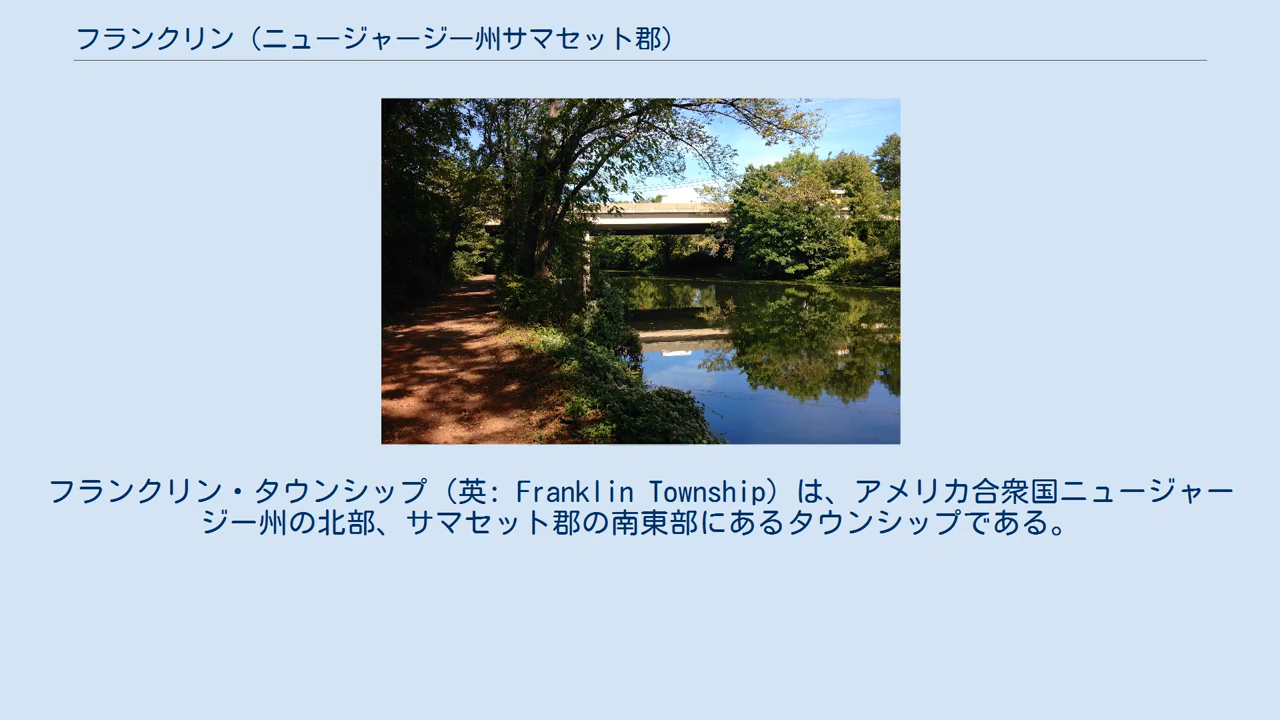 フランクリン（ニュージャージー州サマセット郡）
フランクリン・タウンシップ（英: Franklin Township）は、アメリカ合衆国ニュージャー
ジー州の北部、サマセット郡の南東部にあるタウンシップである。